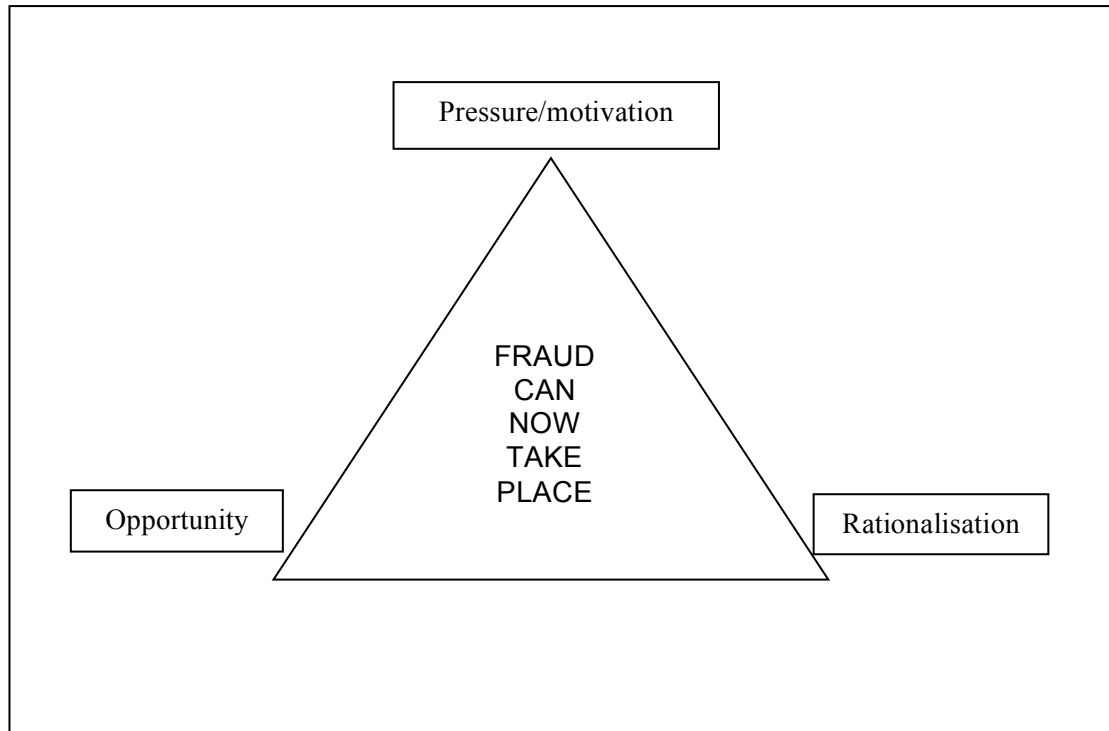 Pressure/motivation
FRAUD
CAN
NOW
TAKE
PLACE
Opportunity
Rationalisation